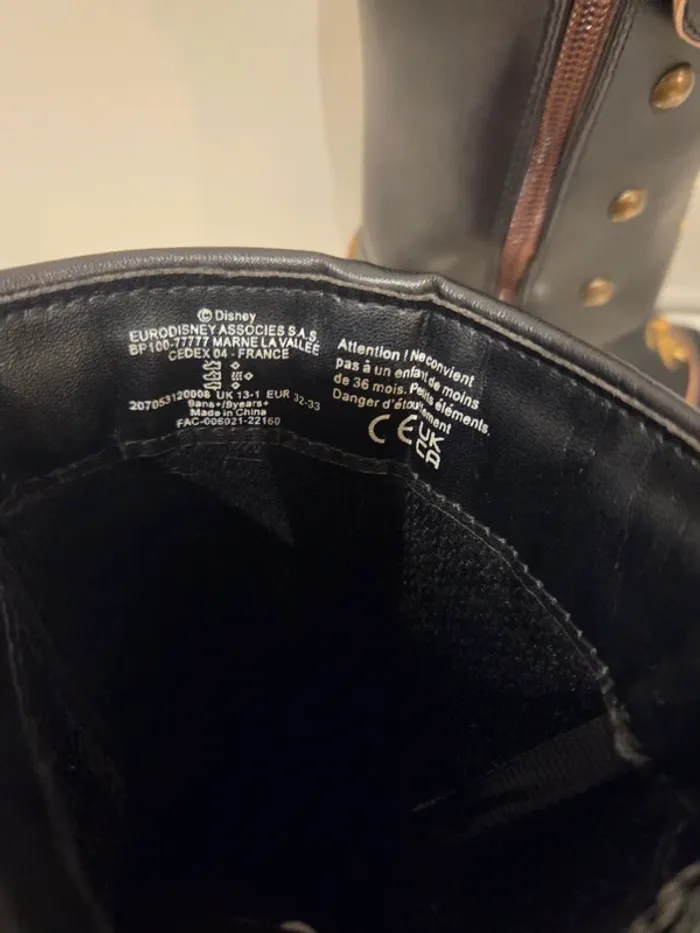 © Disney
EURODISNEY ASSOCIES S.A.S.
BP 100-77777 MARNE LA VALLEE
CEDEX 04 - FRANCE
207053120008 UK 13-1 EUR 32-33
9ans+/9years+
Made in China
FAC-006021-22160
Attention ! Ne convient
pas à un enfant de moins
de 36 mois. Petits éléments.
Danger d'étouffement
CE UK
CA